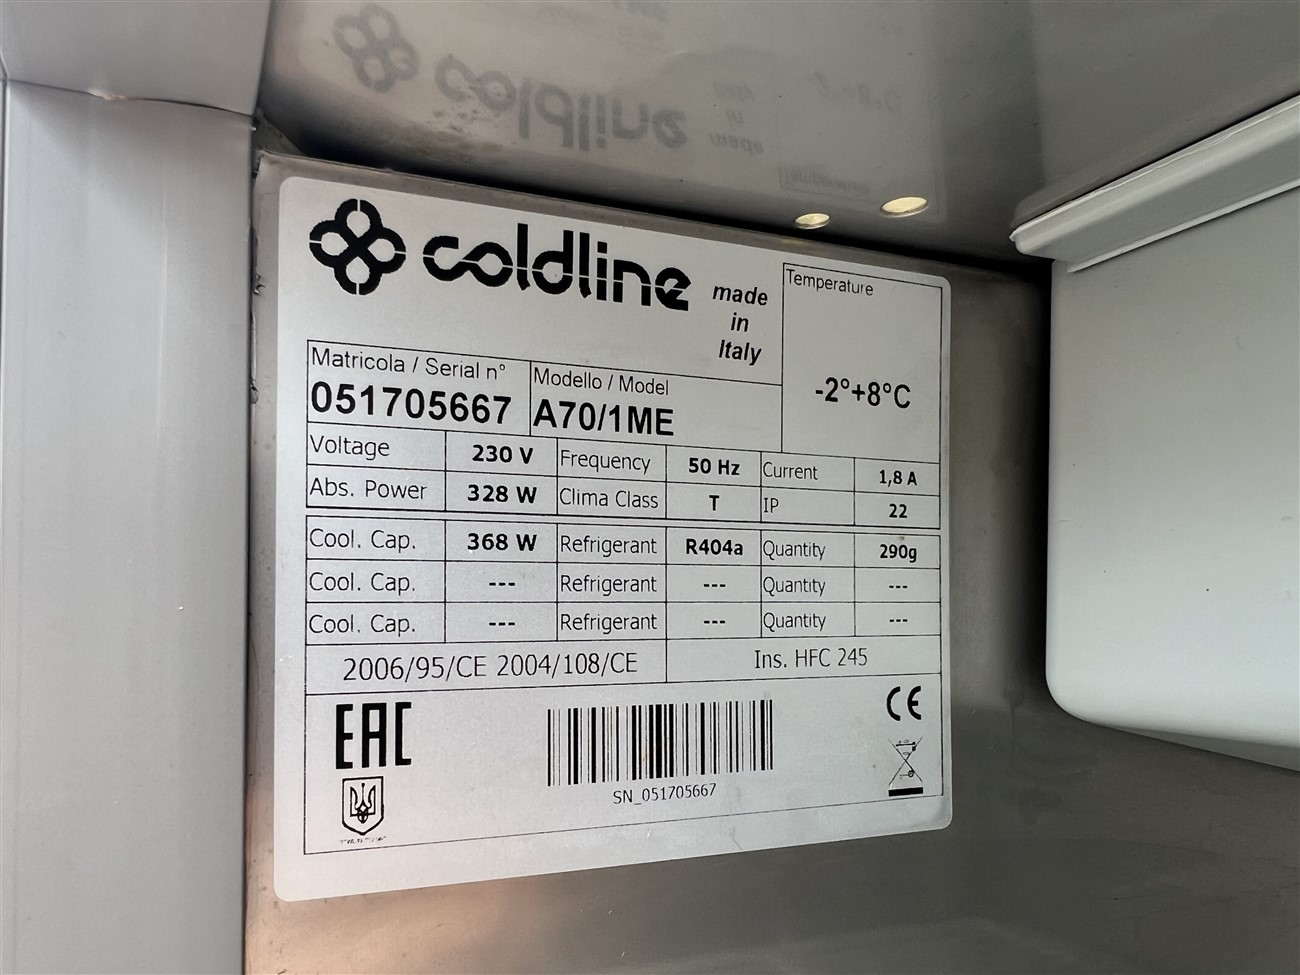 coldline
made
in
Italy
Temperature
-2°+8°C
Matricola / Serial n°
051705667
Modello / Model
A70/1ME
Voltage 230 V Frequency 50 Hz Current 1,8 A
Abs. Power 328 W Clima Class T IP 22
Cool. Cap. 368 W Refrigerant R404a Quantity 290g
Cool. Cap. --- Refrigerant --- Quantity ---
Cool. Cap. --- Refrigerant --- Quantity ---
2006/95/CE 2004/108/CE Ins. HFC 245
EAC
CE
SN_051705667